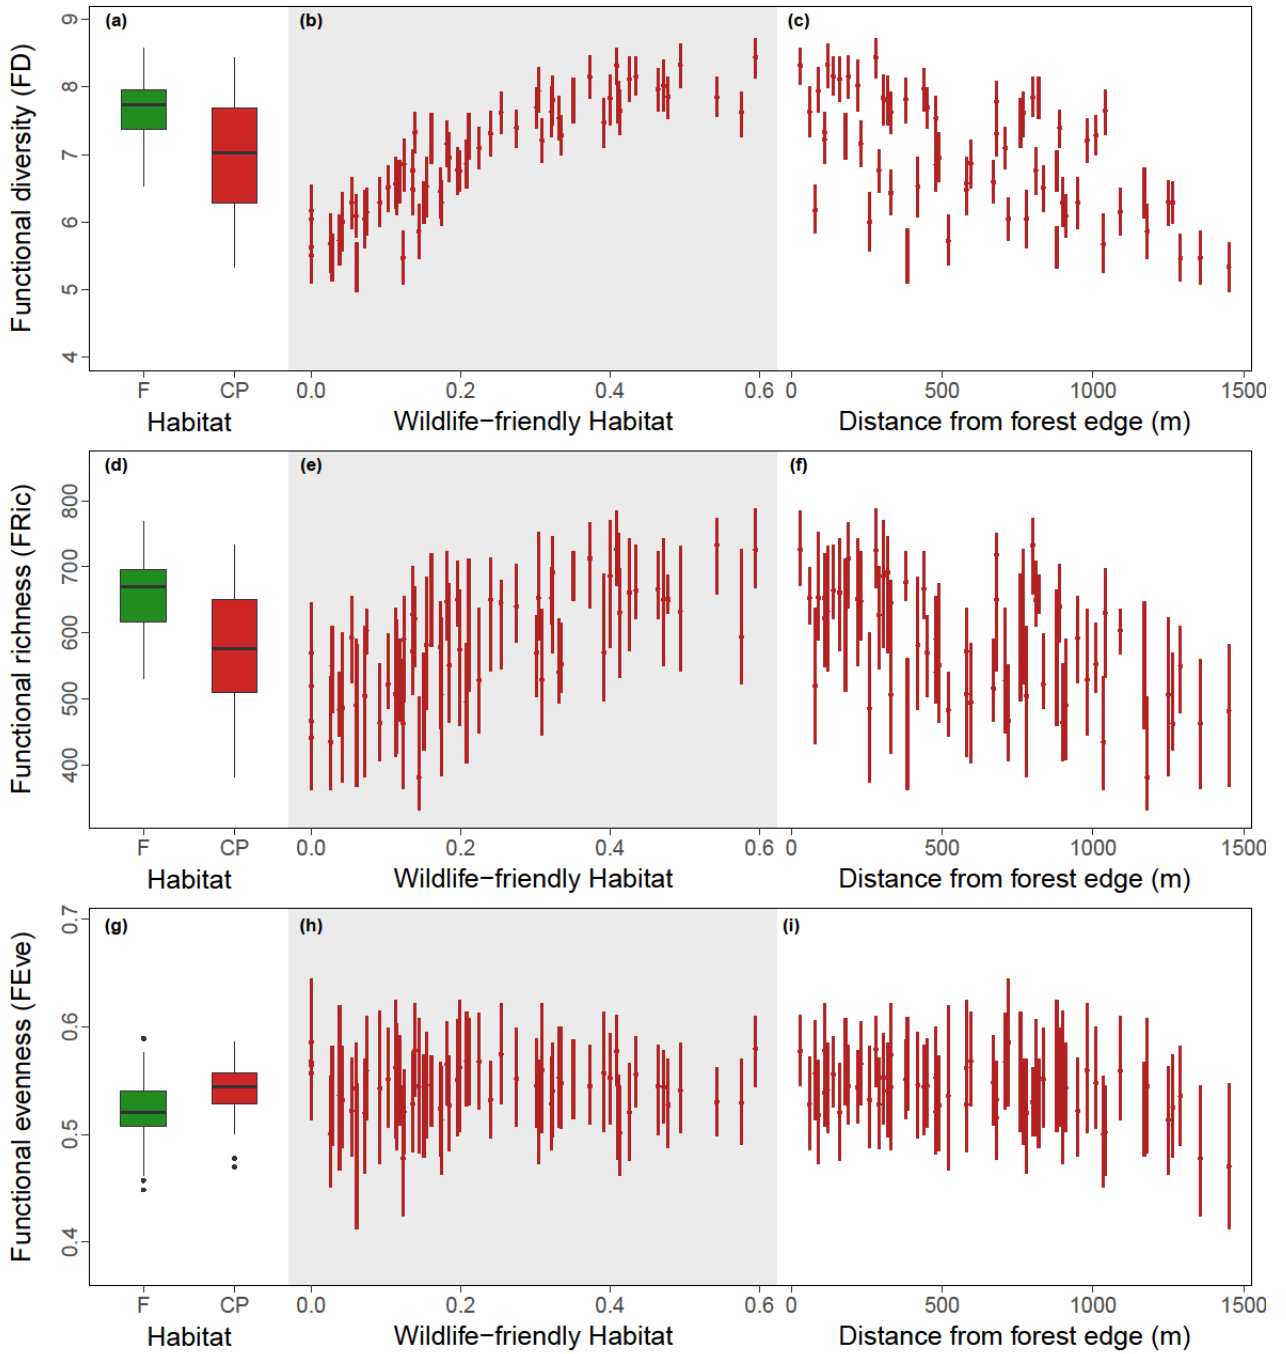 (a) (b) (c)
Functional diversity (FD)
9
8
7
6
5
4
F CP 0.0 0.2 0.4 0.6 0 500 1000 1500
Habitat Wildlife−friendly Habitat Distance from forest edge (m)
(d) (e) (f)
Functional richness (FRic)
800
700
600
500
400
F CP 0.0 0.2 0.4 0.6 0 500 1000 1500
Habitat Wildlife−friendly Habitat Distance from forest edge (m)
(g) (h) (i)
Functional evenness (FEve)
0.7
0.6
0.5
0.4
F CP 0.0 0.2 0.4 0.6 0 500 1000 1500
Habitat Wildlife−friendly Habitat Distance from forest edge (m)